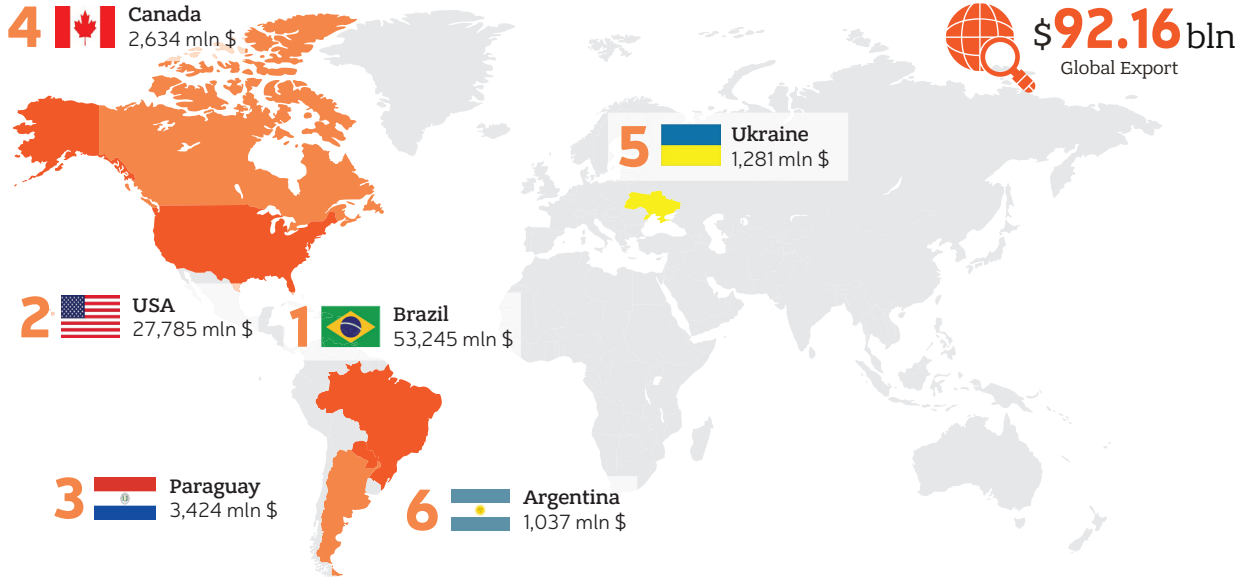 4
Canada
2,634 mln $
$92.16 bln
Global Export
5
Ukraine
1,281 mln $
2
USA
27,785 mln $
1
Brazil
53,245 mln $
3
Paraguay
3,424 mln $
6
Argentina
1,037 mln $